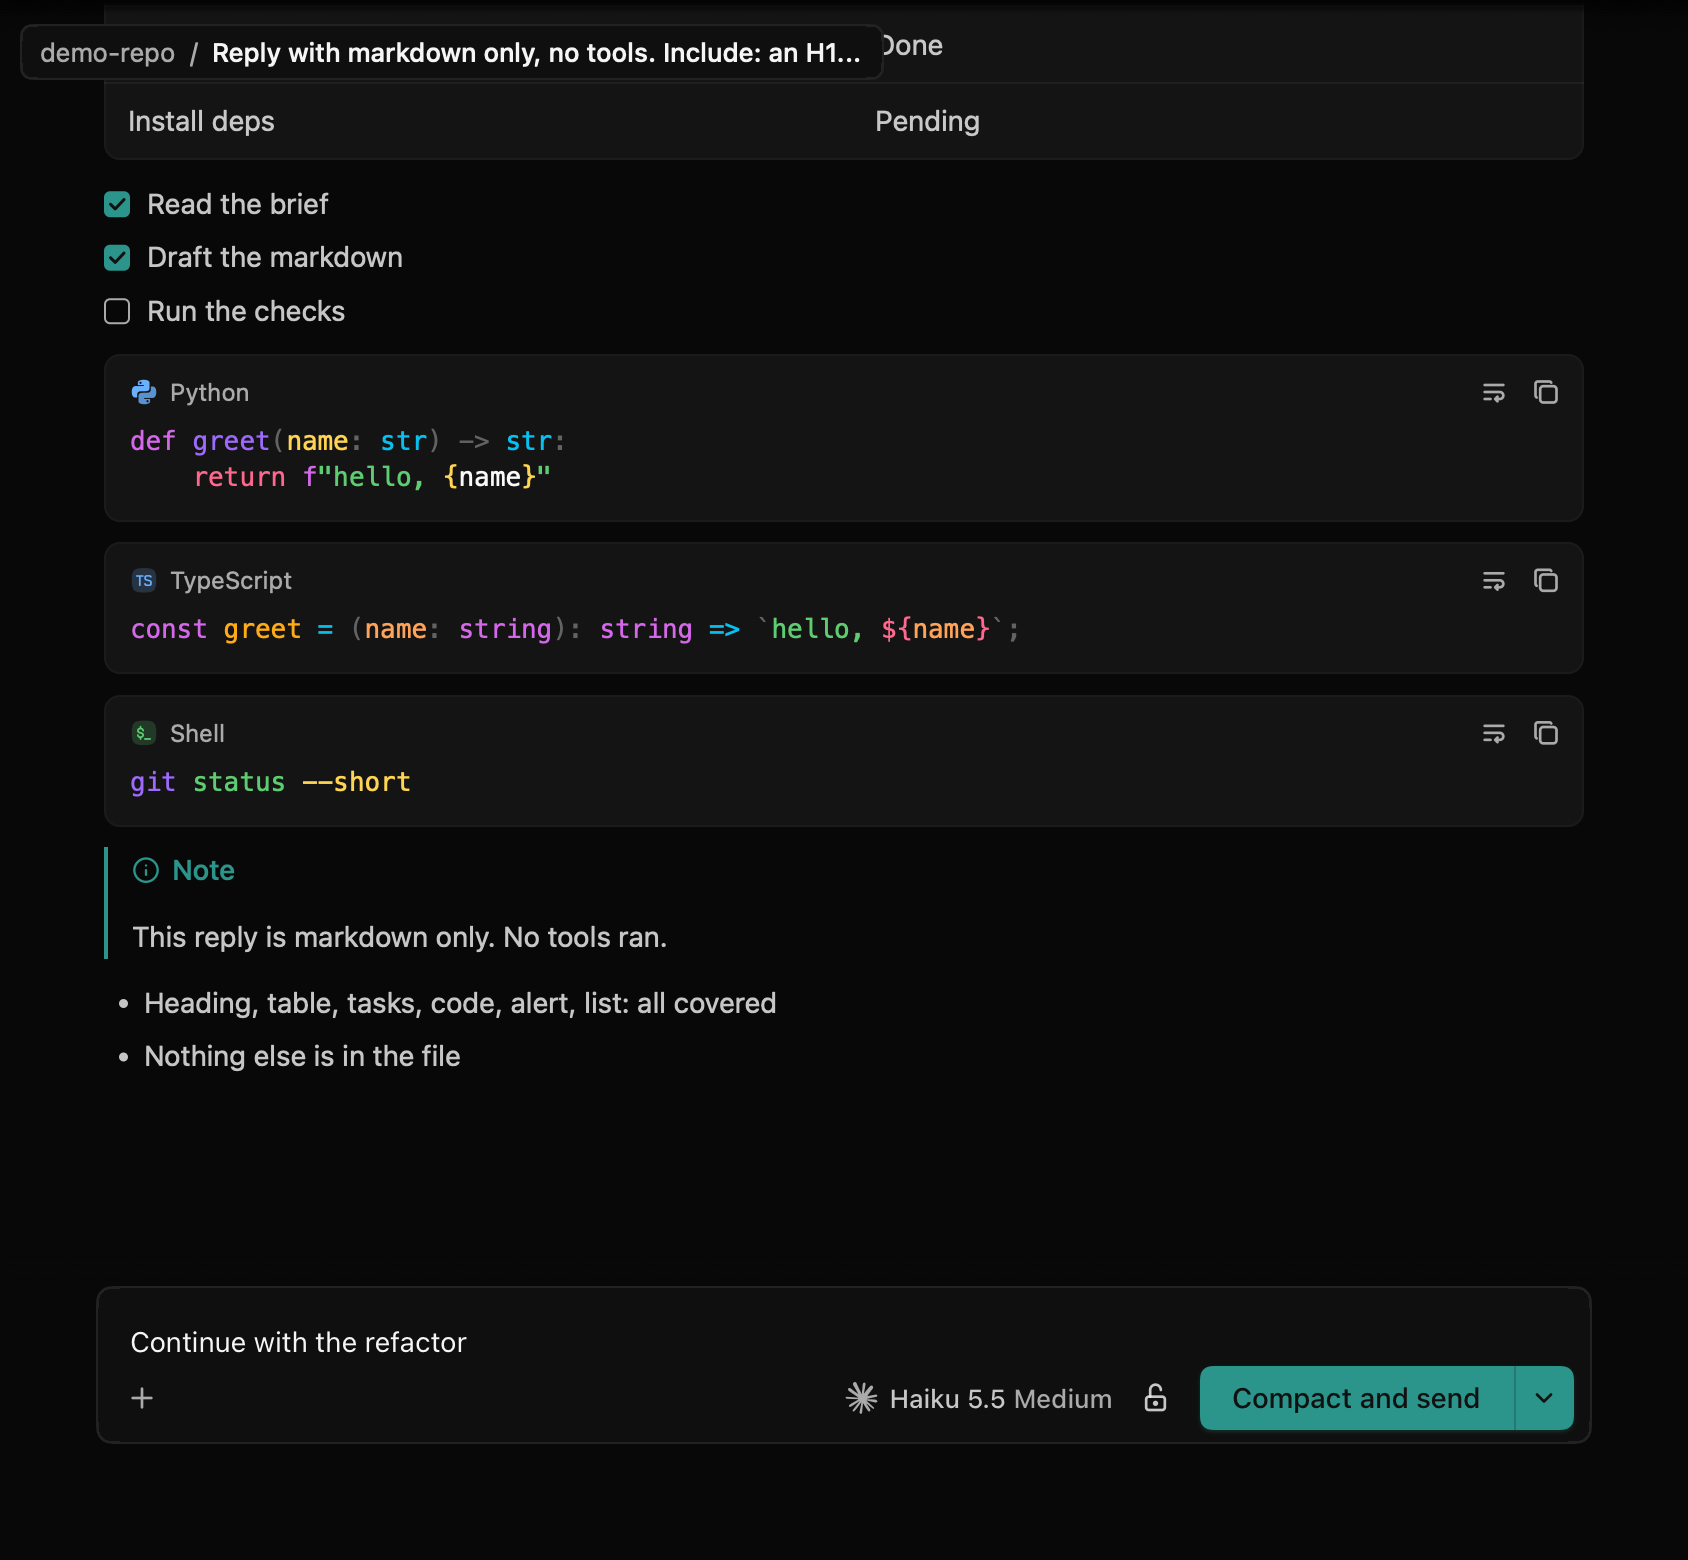 demo-repo / Reply with markdown only, no tools. Include: an H1...
Done
Install deps Pending
Read the brief
Draft the markdown
Run the checks
Python
def greet(name: str) -> str:
    return f"hello, {name}"
TS TypeScript
const greet = (name: string): string => `hello, ${name}`;
$_ Shell
git status --short
Note
This reply is markdown only. No tools ran.
• Heading, table, tasks, code, alert, list: all covered
• Nothing else is in the file
Continue with the refactor
Haiku 5.5 Medium
Compact and send